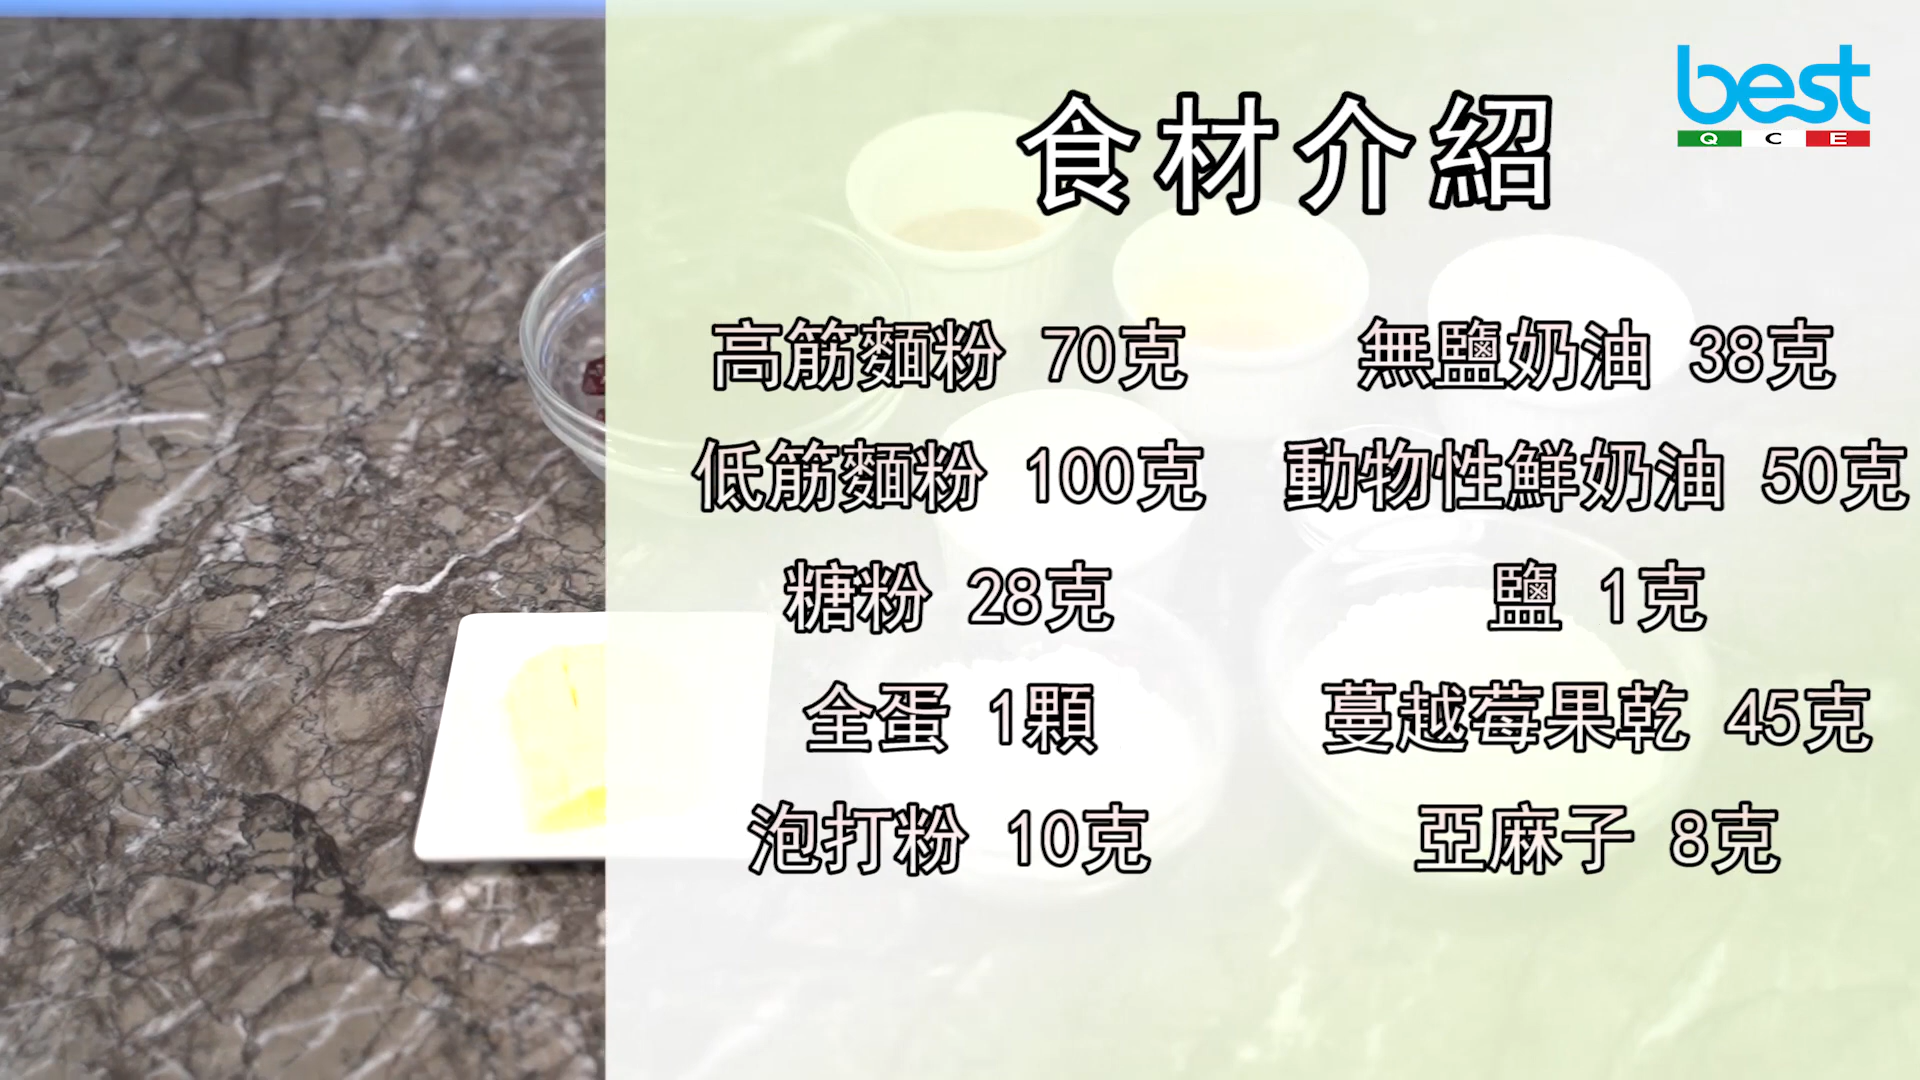 best
Q C E
食材介紹
高筋麵粉 70克
低筋麵粉 100克
糖粉 28克
全蛋 1顆
泡打粉 10克
無鹽奶油 38克
動物性鮮奶油 50克
鹽 1克
蔓越莓果乾 45克
亞麻子 8克